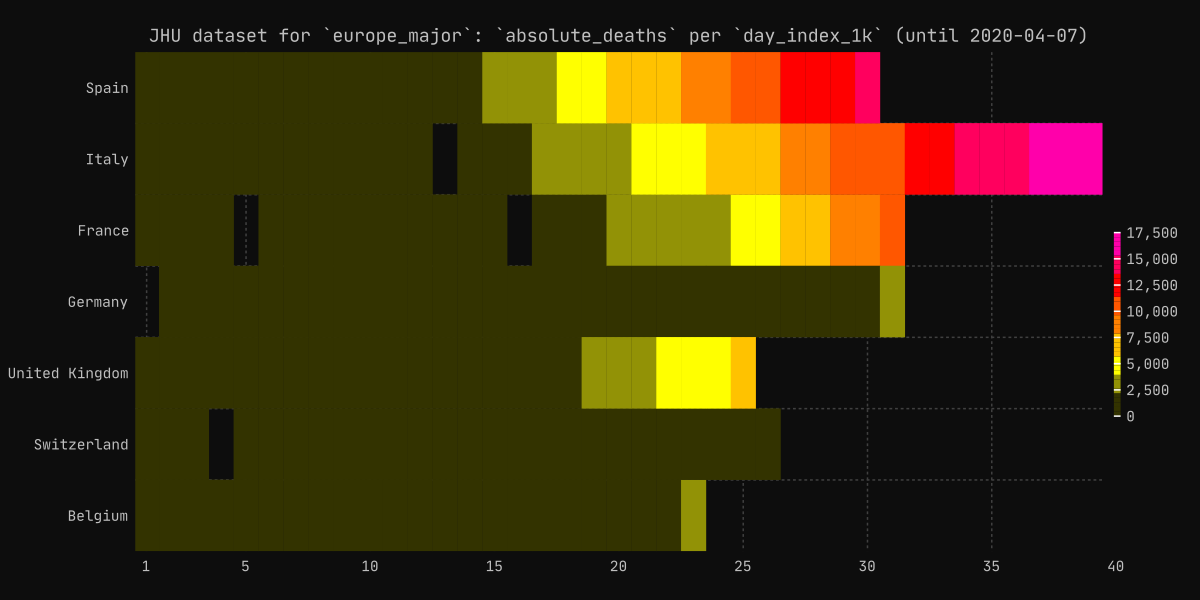 JHU dataset for `europe_major`: `absolute_deaths` per `day_index_1k` (until 2020-04-07)
Spain
Italy
France
Germany
United Kingdom
Switzerland
Belgium
17,500
15,000
12,500
10,000
7,500
5,000
2,500
0
1 5 10 15 20 25 30 35 40